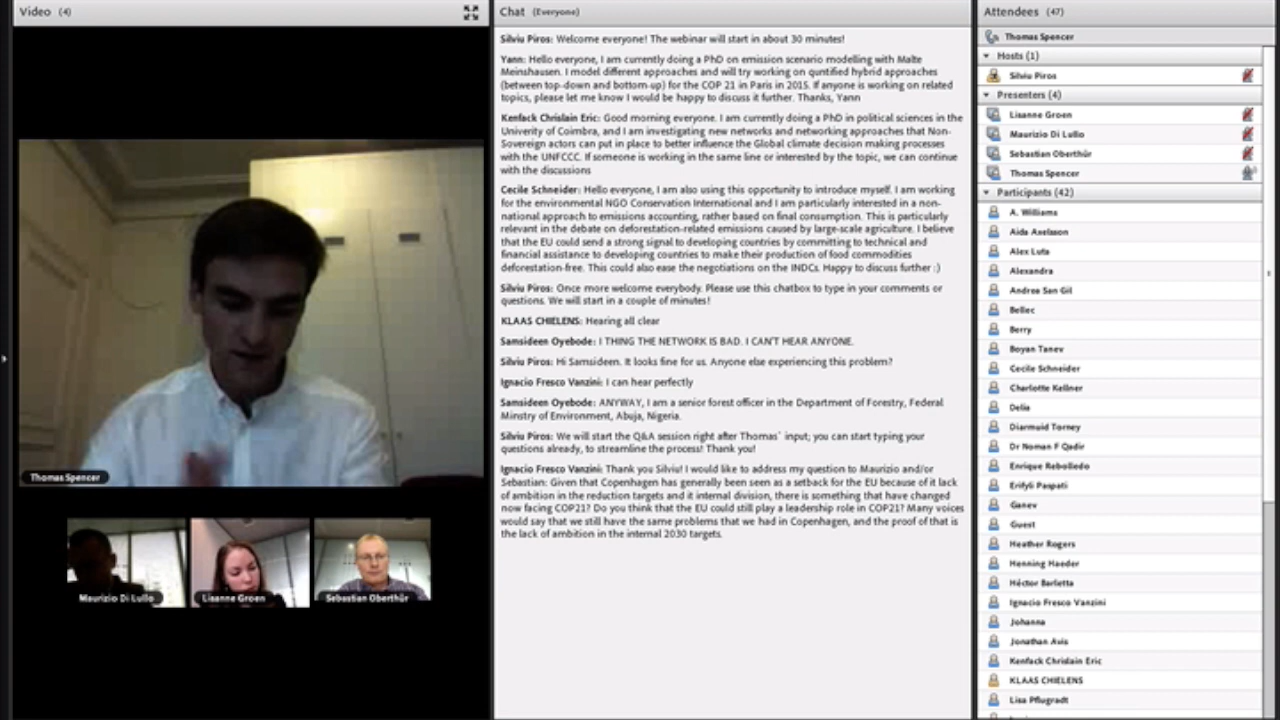 Video (4)
Thomas Spencer
Maurizio Di Lullo
Lisanne Groen
Sebastian Oberthür
Chat (Everyone)
Silviu Piros: Welcome everyone! The webinar will start in about 30 minutes!
Yann: Hello everyone, I am currently doing a PhD on emission scenario modelling with Malte
Meinshausen. I model different approaches and will try working on quntified hybrid approaches
(between top-down and bottom-up) for the COP 21 in Paris in 2015. If anyone is working on related
topics, please let me know I would be happy to discuss it further. Thanks, Yann
Kenfack Chrislain Eric: Good morning everyone. I am currently doing a PhD in political sciences in the
Univerity of Coimbra, and I am investigating new networks and networking approaches that Non-
Sovereign actors can put in place to better influence the Global climate decision making processes
with the UNFCCC. If someone is working in the same line or interested by the topic, we can continue
with the discussions
Cecile Schneider: Hello everyone, I am also using this opportunity to introduce myself. I am working
for the environmental NGO Conservation International and I am particularly interested in a non-
national approach to emissions accounting, rather based on final consumption. This is particularly
relevant in the debate on deforestation-related emissions caused by large-scale agriculture. I believe
that the EU could send a strong signal to developing countries by committing to technical and
financial assistance to developing countries to make their production of food commodities
deforestation-free. This could also ease the negotiations on the INDCs. Happy to discuss further :)
Silviu Piros: Once more welcome everybody. Please use this chatbox to type in your comments or
questions. We will start in a couple of minutes!
KLAAS CHIELENS: Hearing all clear
Samsideen Oyebode: I THING THE NETWORK IS BAD. I CAN'T HEAR ANYONE.
Silviu Piros: Hi Samsideen. It looks fine for us. Anyone else experiencing this problem?
Ignacio Fresco Vanzini: I can hear perfectly
Samsideen Oyebode: ANYWAY, I am a senior forest officer in the Department of Forestry, Federal
Minstry of Environment, Abuja, Nigeria.
Silviu Piros: We will start the Q&A session right after Thomas` input; you can start typing your
questions already, to streamline the process! Thank you!
Ignacio Fresco Vanzini: Thank you Silviu! I would like to address my question to Maurizio and/or
Sebastian: Given that Copenhagen has generally been seen as a setback for the EU because of it lack
of ambition in the reduction targets and it internal division, there is something that have changed
now facing COP21? Do you think that the EU could still play a leadership role in COP21? Many voices
would say that we still have the same problems that we had in Copenhagen, and the proof of that is
the lack of ambition in the internal 2030 targets.
Attendees (47)
Thomas Spencer
Hosts (1)
Silviu Piros
Presenters (4)
Lisanne Groen
Maurizio Di Lullo
Sebastian Oberthür
Thomas Spencer
Participants (42)
A. Williams
Aida Axelsson
Alex Luta
Alexandra
Andrea San Gil
Bellec
Berry
Boyan Tanev
Cecile Schneider
Charlotte Kellner
Delia
Diarmuid Torney
Dr Noman F Qadir
Enrique Rebolledo
Erifyli Paspati
Ganev
Guest
Heather Rogers
Henning Haeder
Héctor Barletta
Ignacio Fresco Vanzini
Johanna
Jonathan Avis
Kenfack Chrislain Eric
KLAAS CHIELENS
Lisa Pflugradt